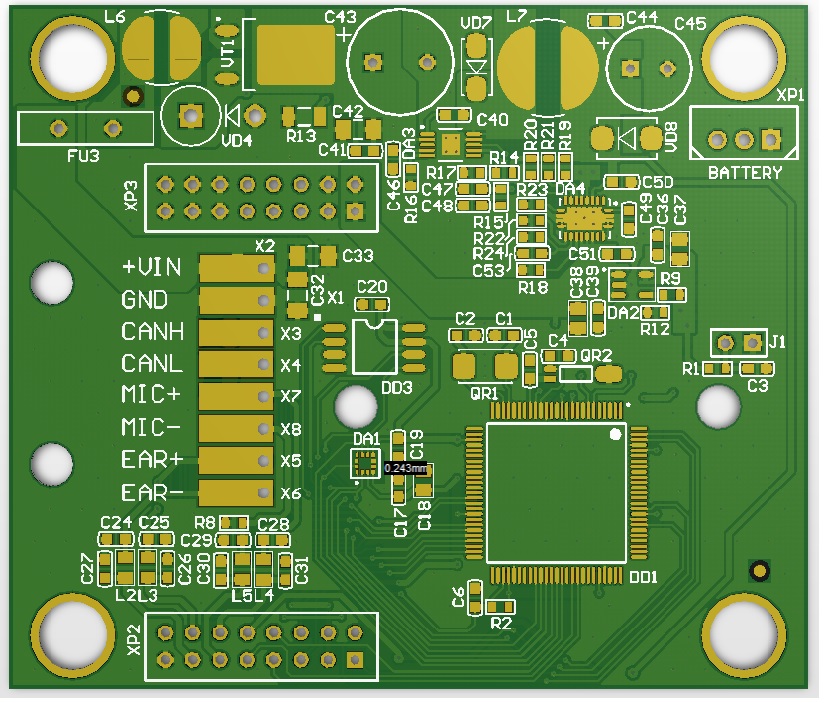 L6
C43
VD7
L7
C44
C45
VT1
XP1
FU3
VD4
R13
C42
C41
C40
DA3
R20
R21
R19
VD8
BATTERY
XP3
C46
R16
R17
R14
C47
C48
R23
DA4
C50
C49
C36
C37
R15
R22
R24
C53
R18
C51
X2
+VIN
GND
CANH
CANL
MIC+
MIC-
EAR+
EAR-
C33
C32
X1
X3
X4
X7
X8
X5
X6
C20
DD3
C38
C39
DA2
R9
R12
C2
C1
C5
C4
QR2
QR1
J1
R1
C3
DA1
C19
0.243mm
C17
C18
DD1
C24
C25
R8
C29
C28
C27
C26
C30
C31
L2
L3
L5
L4
C6
R2
XP2